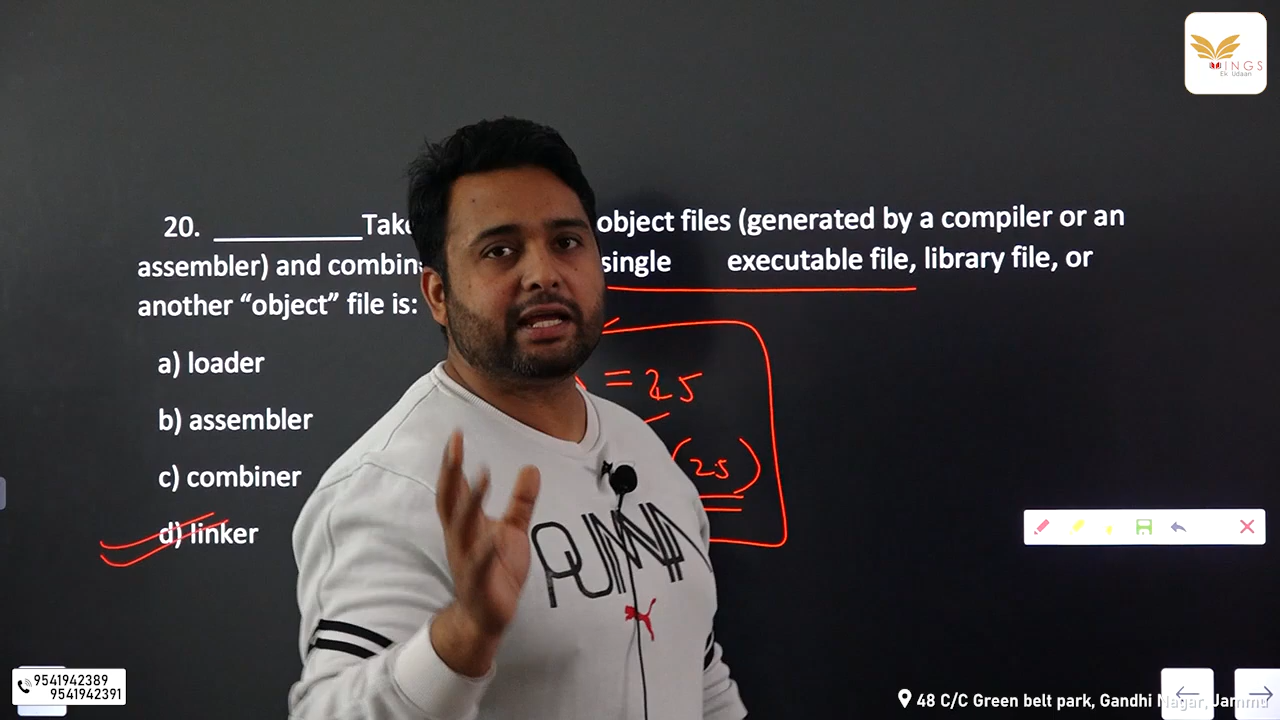 WINGS
Ek Udaan
20. __________Take object files (generated by a compiler or an
assembler) and combin single executable file, library file, or
another “object” file is:
a) loader
= 25
b) assembler
(25)
c) combiner
d) linker
PUMA
9541942389
9541942391
48 C/C Green belt park, Gandhi Nagar, Jammu